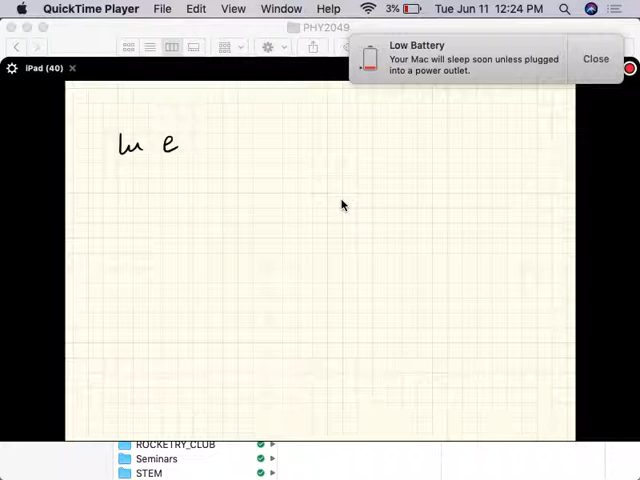 QuickTime Player File Edit View Window Help 3% Tue Jun 11 12:24 PM
PHY2049
Low Battery
Your Mac will sleep soon unless plugged
into a power outlet.
Close
iPad (40)
ln e
ROCKETRY_CLUB
Seminars
STEM